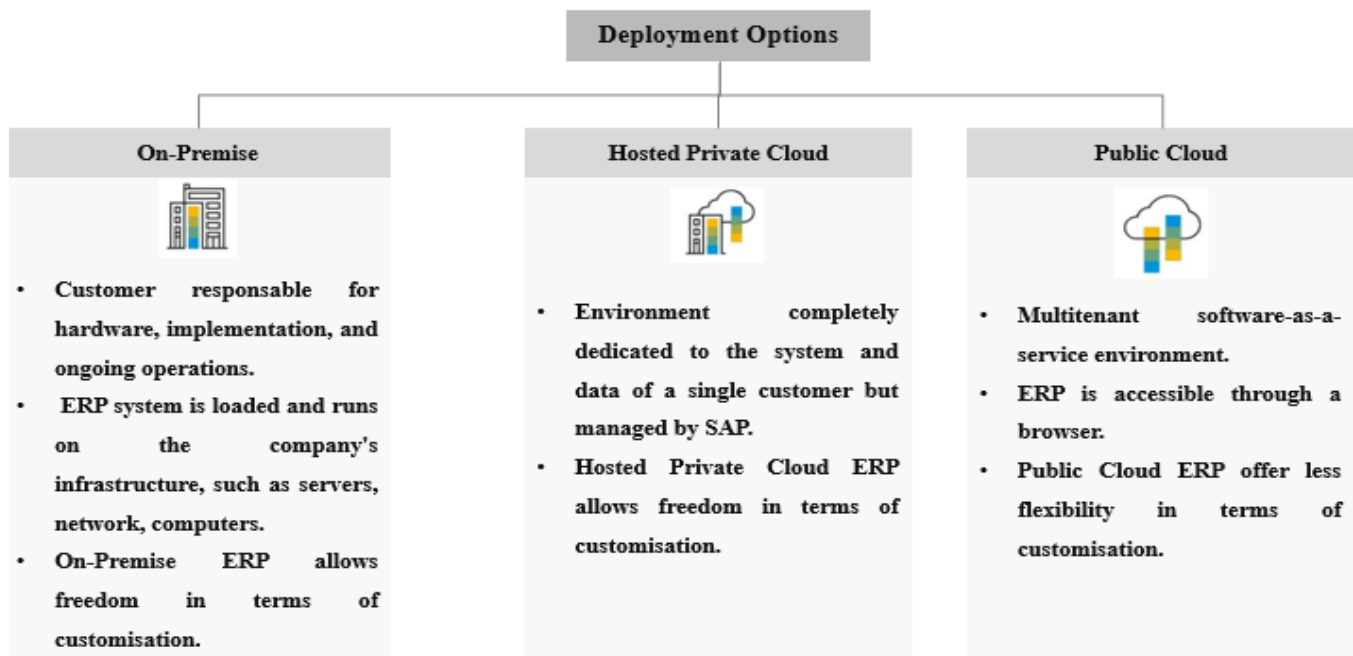 Deployment Options
On-Premise
• Customer responsable for
hardware, implementation, and
ongoing operations.
• ERP system is loaded and runs
on the company's
infrastructure, such as servers,
network, computers.
• On-Premise ERP allows
freedom in terms of
customisation.
Hosted Private Cloud
• Environment completely
dedicated to the system and
data of a single customer but
managed by SAP.
• Hosted Private Cloud ERP
allows freedom in terms of
customisation.
Public Cloud
• Multitenant software-as-a-
service environment.
• ERP is accessible through a
browser.
• Public Cloud ERP offer less
flexibility in terms of
customisation.